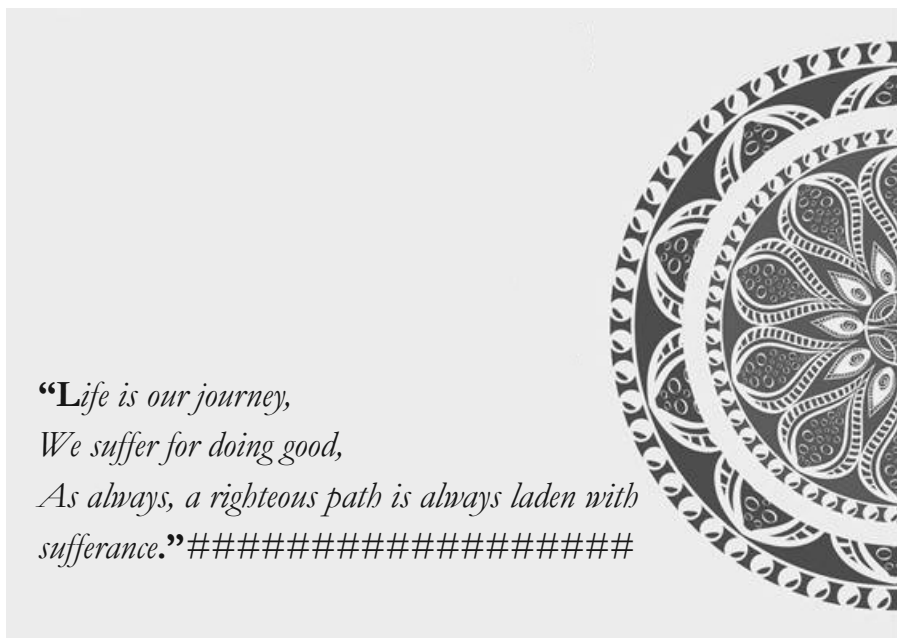 “Life is our journey,
We suffer for doing good,
As always, a righteous path is always laden with
sufferance.”##################